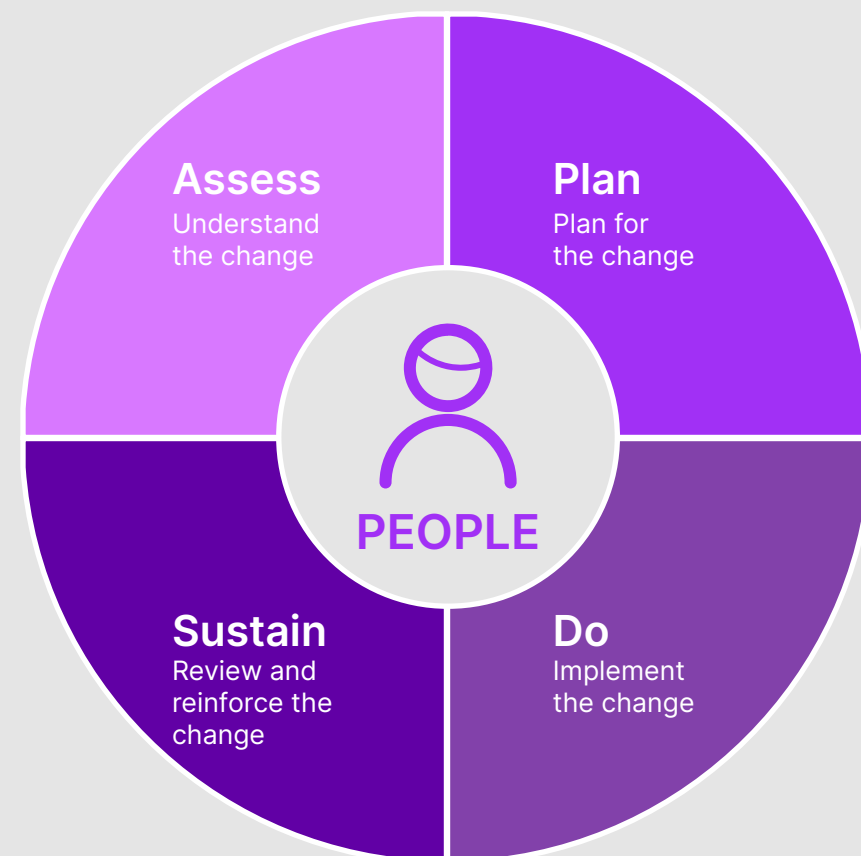 Assess
Understand
the change
Plan
Plan for
the change
PEOPLE
Sustain
Review and
reinforce the
change
Do
Implement
the change